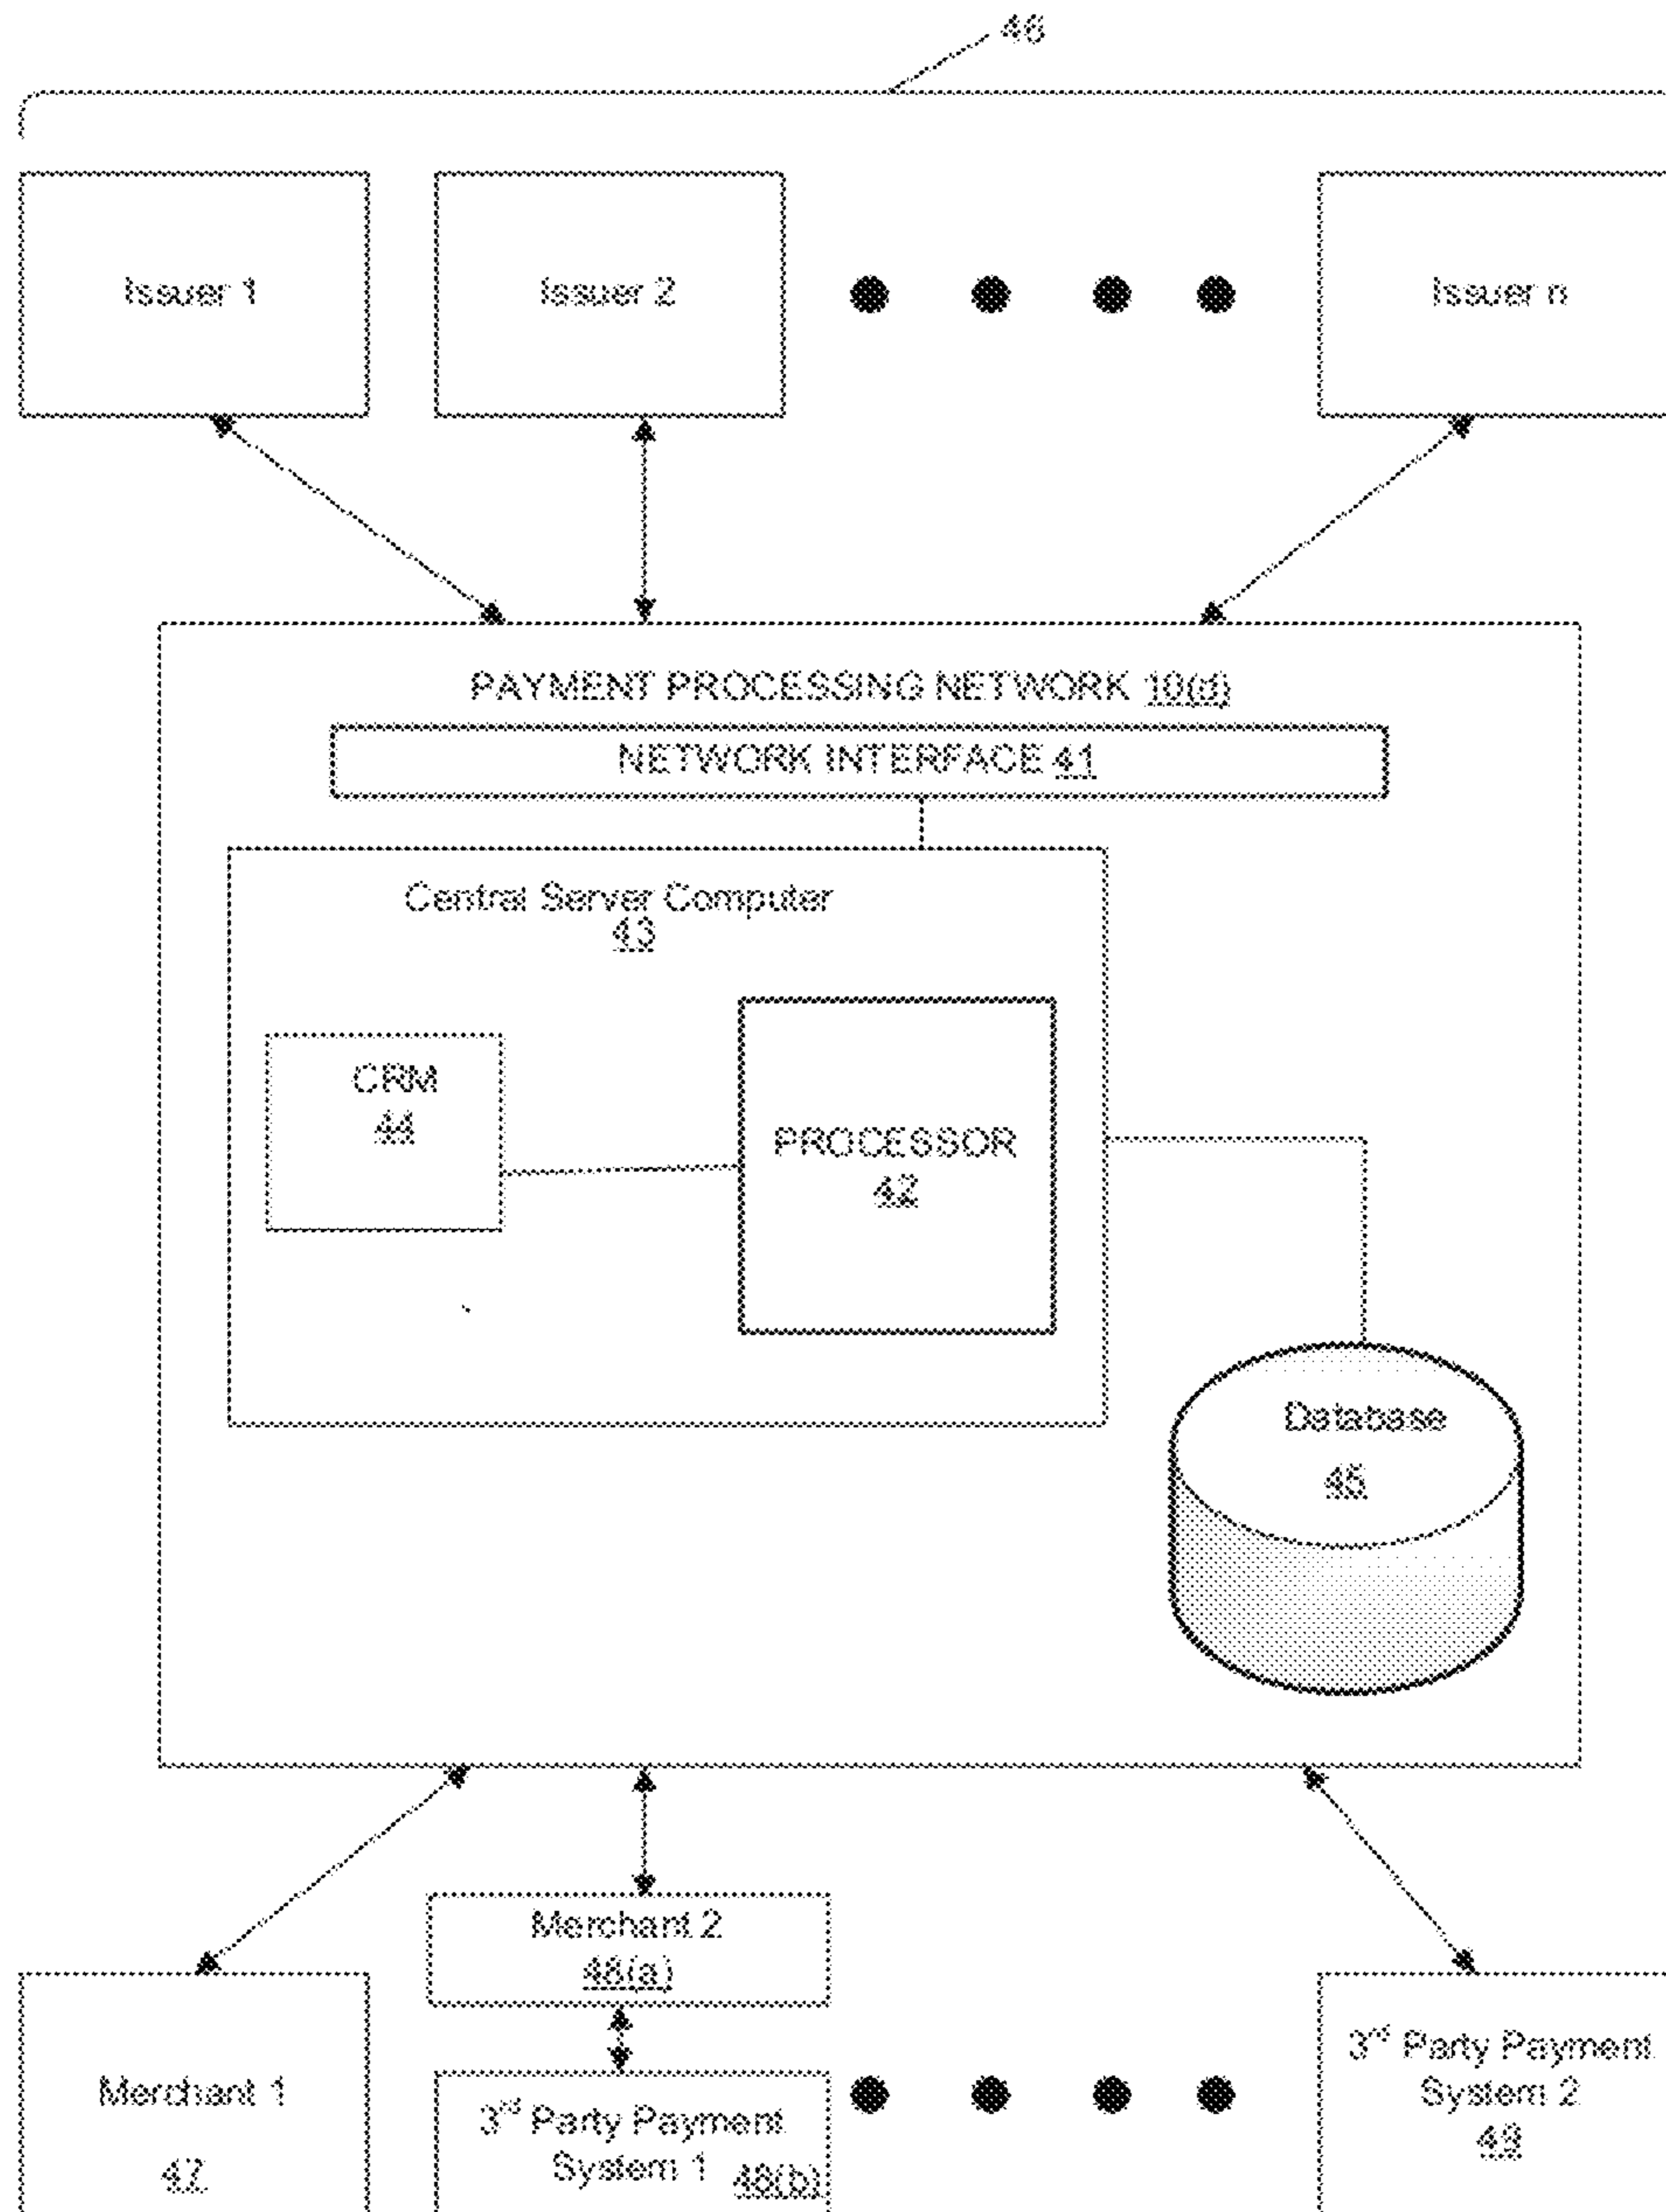 46
Issuer 1
Issuer 2
Issuer n
PAYMENT PROCESSING NETWORK 10(d)
NETWORK INTERFACE 41
Central Server Computer
43
CRM
44
PROCESSOR
42
Database
45
Merchant 2
48(a)
Merchant 1
47
3rd Party Payment
System 1 48(b)
3rd Party Payment
System 2
49